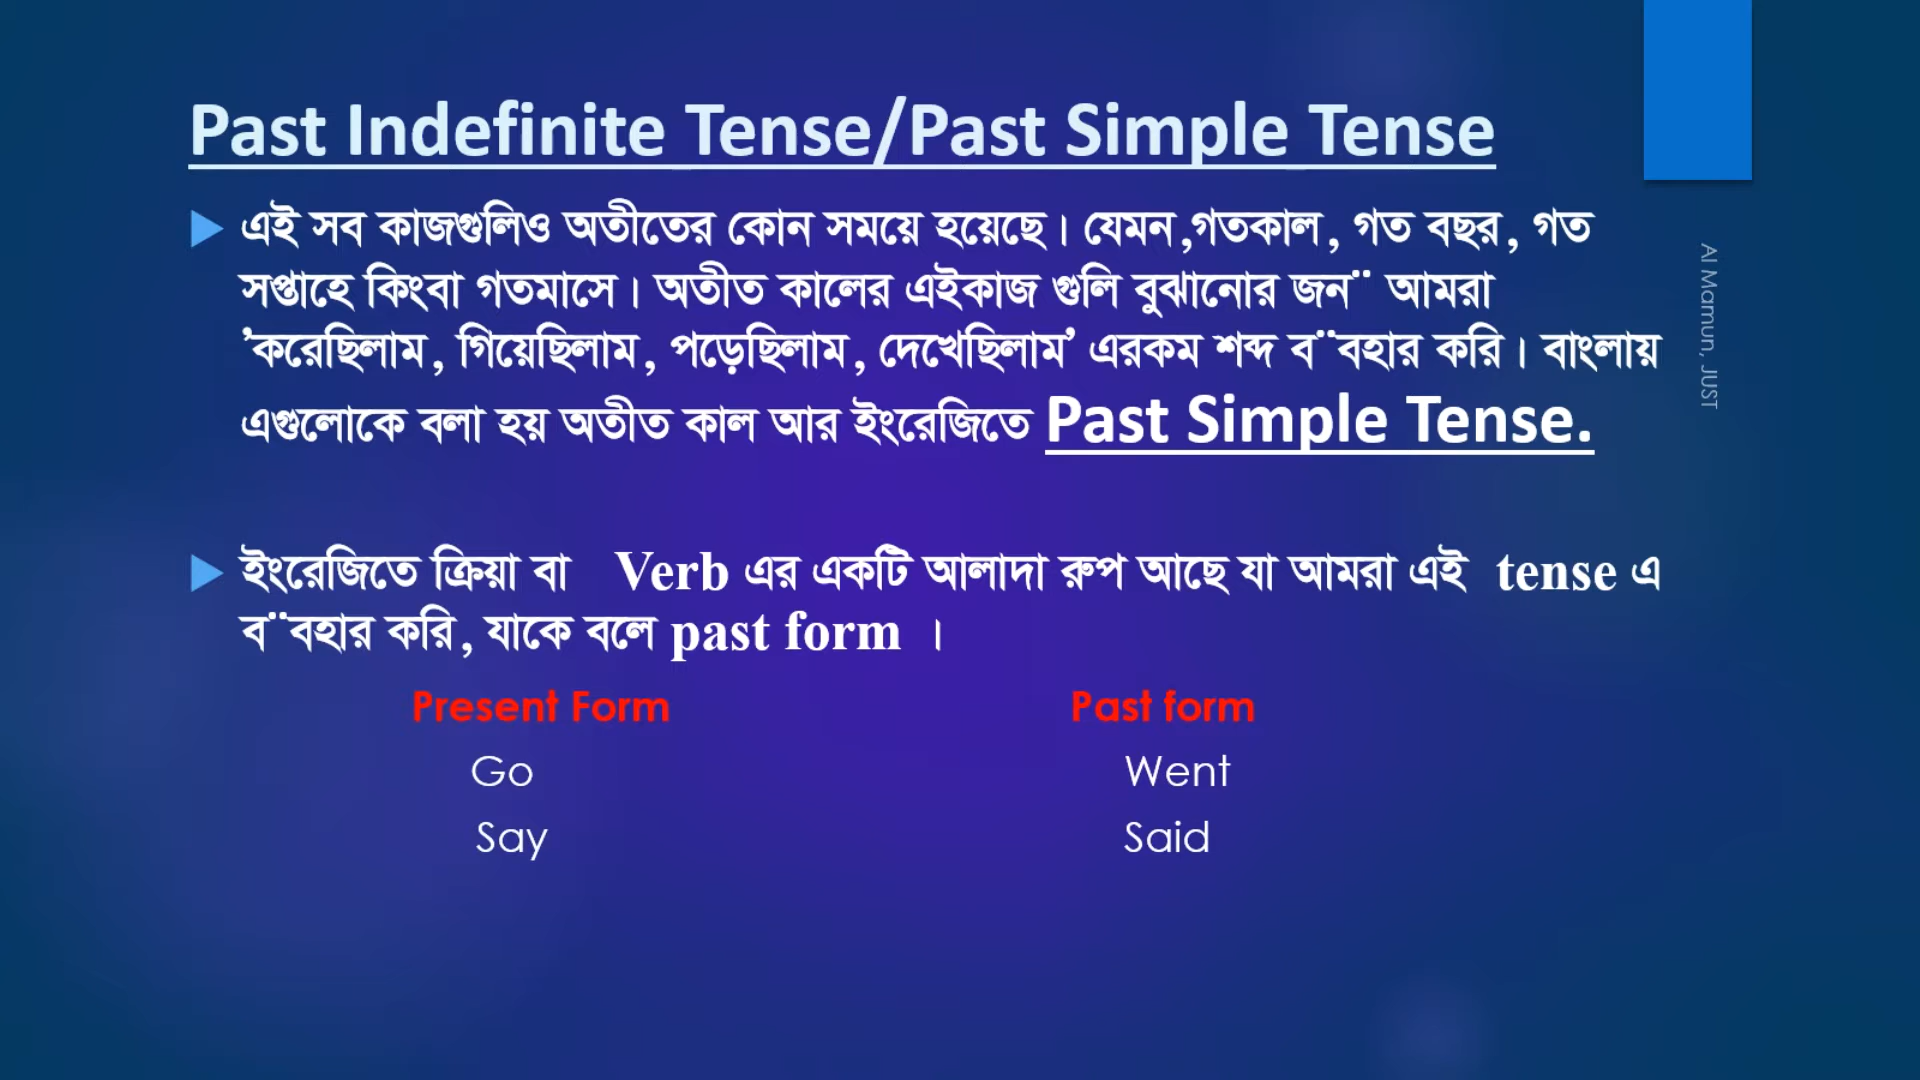 Past Indefinite Tense/Past Simple Tense
এই সব কাজগুলিও অতীতের কোন সময়ে হয়েছে। যেমন,গতকাল, গত বছর, গত
সপ্তাহে কিংবা গতমাসে। অতীত কালের এইকাজ গুলি বুঝানোর জন¨ আমরা
’করেছিলাম, গিয়েছিলাম, পড়েছিলাম, দেখেছিলাম’ এরকম শব্দ ব¨বহার করি। বাংলায়
এগুলোকে বলা হয় অতীত কাল আর ইংরেজিতে Past Simple Tense.
ইংরেজিতে ক্রিয়া বা Verb এর একটি আলাদা রুপ আছে যা আমরা এই tense এ
ব¨বহার করি, যাকে বলে past form ।
Present Form Past form
Go Went
Say Said
Al Mamun, JUST